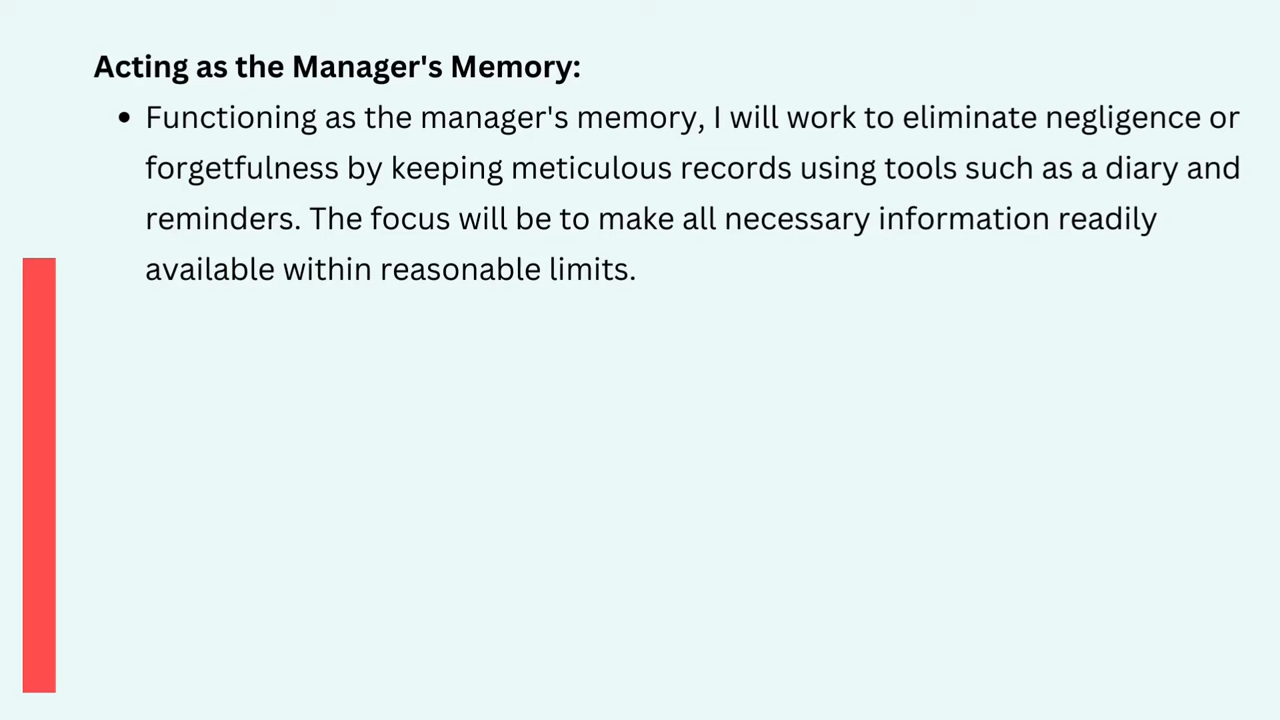 Acting as the Manager's Memory:
• Functioning as the manager's memory, I will work to eliminate negligence or
forgetfulness by keeping meticulous records using tools such as a diary and
reminders. The focus will be to make all necessary information readily
available within reasonable limits.